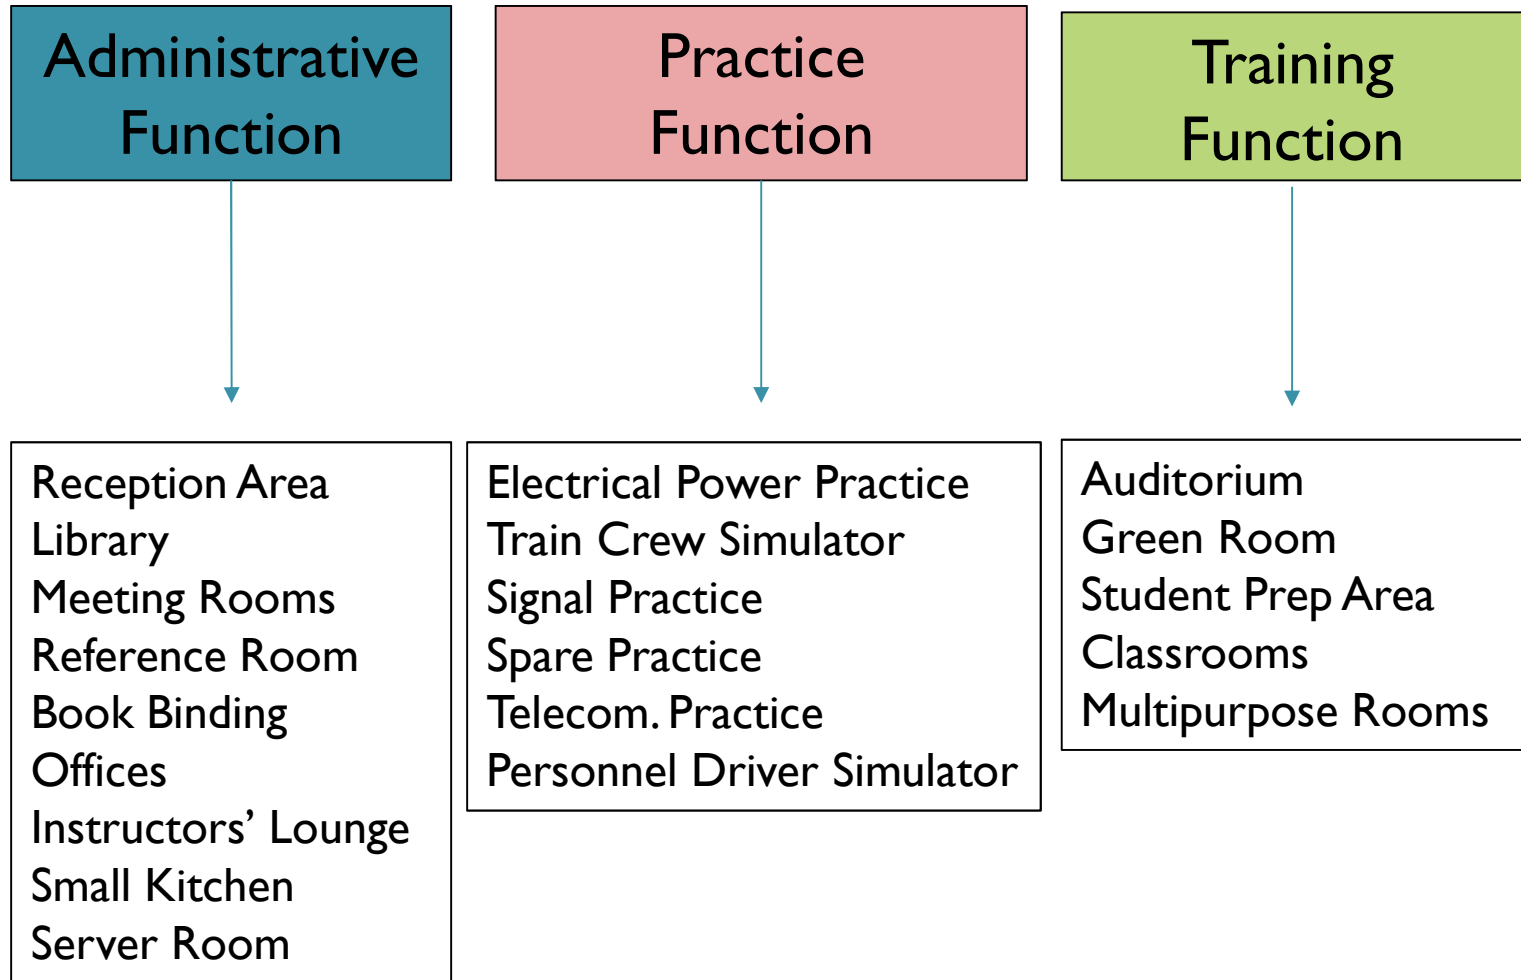 Administrative
Function
Practice
Function
Training
Function
Reception Area
Library
Meeting Rooms
Reference Room
Book Binding
Offices
Instructors’ Lounge
Small Kitchen
Server Room
Electrical Power Practice
Train Crew Simulator
Signal Practice
Spare Practice
Telecom. Practice
Personnel Driver Simulator
Auditorium
Green Room
Student Prep Area
Classrooms
Multipurpose Rooms